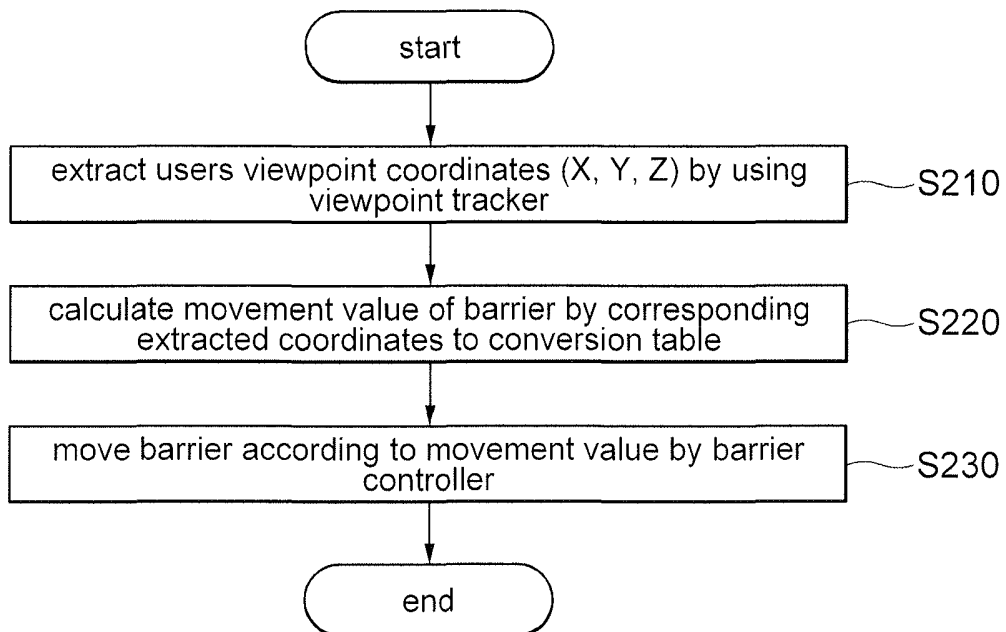 start
extract users viewpoint coordinates (X, Y, Z) by using
viewpoint tracker
S210
calculate movement value of barrier by corresponding
extracted coordinates to conversion table
S220
move barrier according to movement value by barrier
controller
S230
end